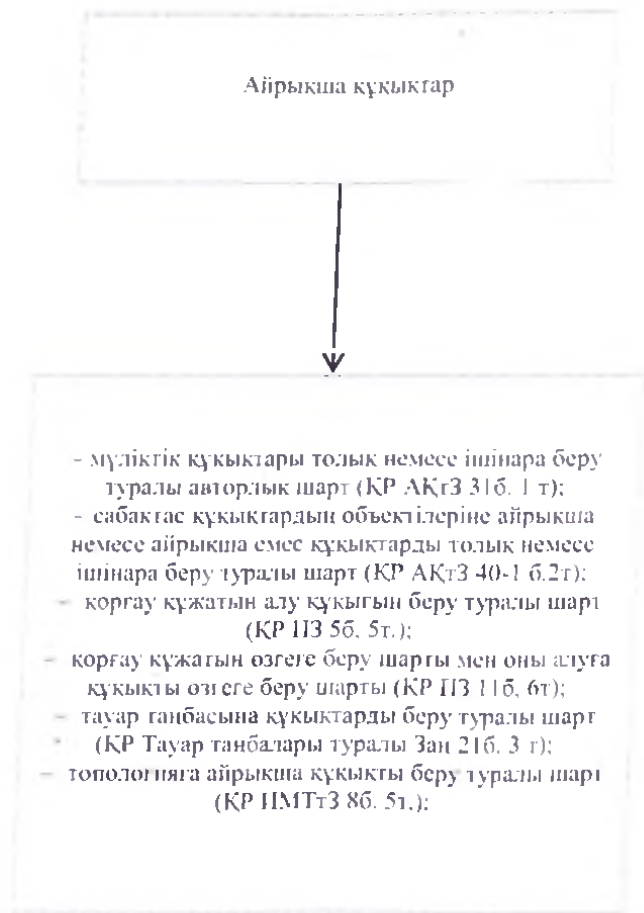 Айрықша құқықтар
- мүліктік құқықтары толық немесе ішінара беру
туралы авторлық шарт (ҚР АҚтЗ 31б. 1 т);
- сабақтас құқықтардың объектілеріне айрықша
немесе айрықша емес құқықтарды толық немесе
ішінара беру туралы шарт (ҚР АҚтЗ 40-1 б.2т);
- қорғау құжатын алу құқығын беру туралы шарт
(ҚР ПЗ 5б. 5т.);
- қорғау құжатын өзгеге беру шарты мен оны алуға
құқықты өзгеге беру шарты (ҚР ПЗ 11б, 6т);
- тауар таңбасына құқықтарды беру туралы шарт
(ҚР Тауар таңбалары туралы Заң 21б. 3 т);
- топологияға айрықша құқықты беру туралы шарт
(ҚР ИМТтЗ 8б. 5т.);